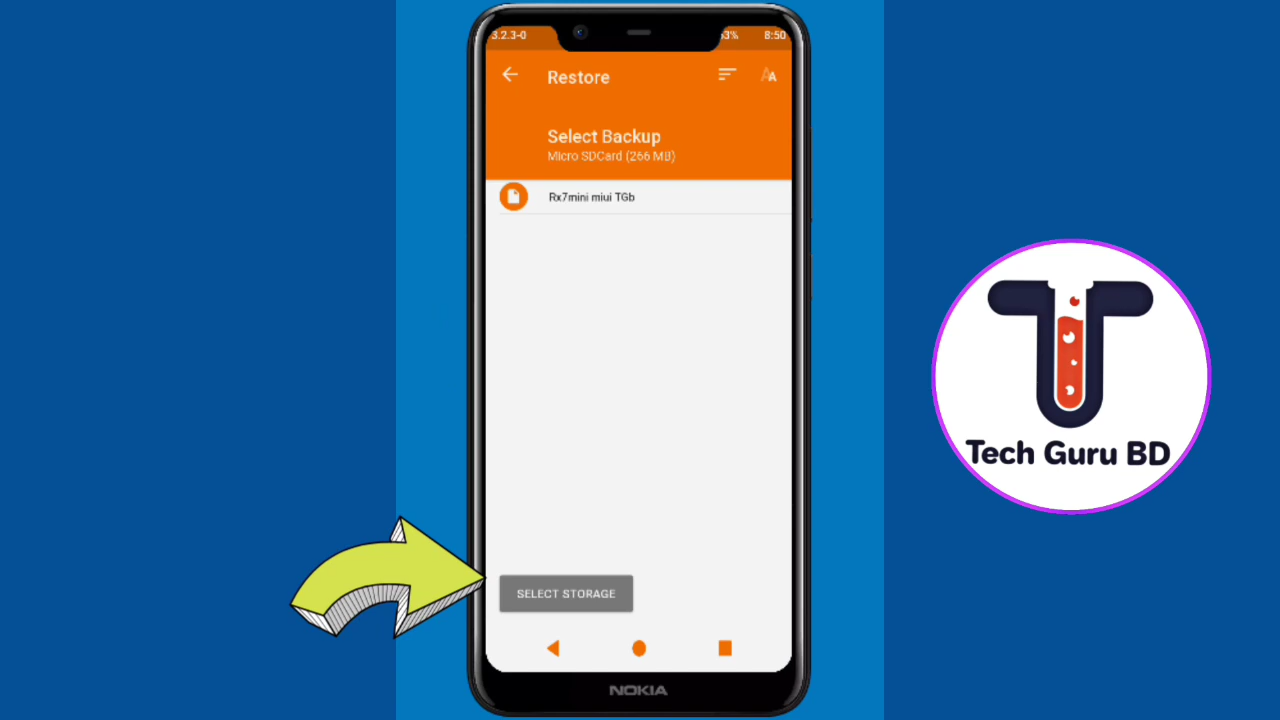 3.2.3-0
8:50
Restore
Select Backup
Micro SDCard (266 MB)
Rx7mini miui TGb
SELECT STORAGE
NOKIA
Tech Guru BD